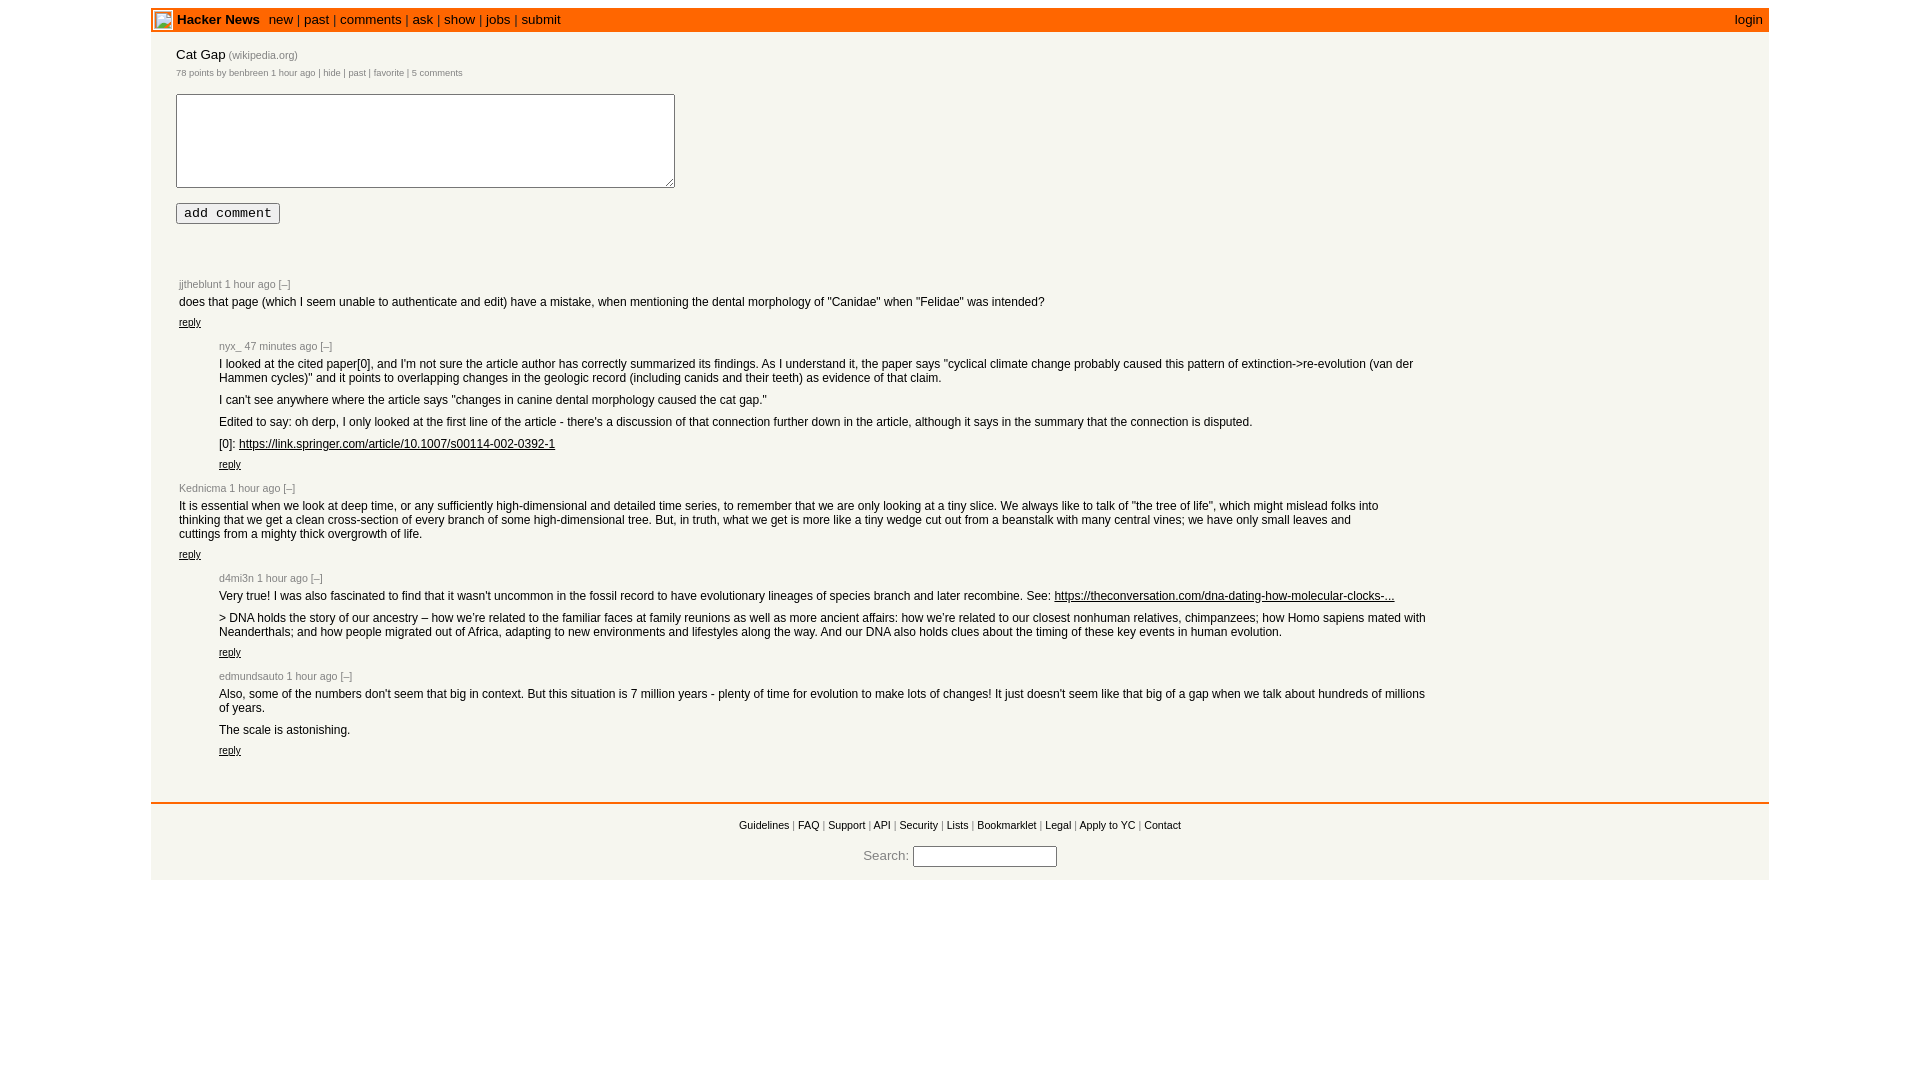 Hacker News new | past | comments | ask | show | jobs | submit login
Cat Gap (wikipedia.org)
78 points by benbreen 1 hour ago | hide | past | favorite | 5 comments
add comment
jjtheblunt 1 hour ago [–]
does that page (which I seem unable to authenticate and edit) have a mistake, when mentioning the dental morphology of "Canidae" when "Felidae" was intended?
reply
nyx_ 47 minutes ago [–]
I looked at the cited paper[0], and I'm not sure the article author has correctly summarized its findings. As I understand it, the paper says "cyclical climate change probably caused this pattern of extinction->re-evolution (van der
Hammen cycles)" and it points to overlapping changes in the geologic record (including canids and their teeth) as evidence of that claim.
I can't see anywhere where the article says "changes in canine dental morphology caused the cat gap."
Edited to say: oh derp, I only looked at the first line of the article - there's a discussion of that connection further down in the article, although it says in the summary that the connection is disputed.
[0]: https://link.springer.com/article/10.1007/s00114-002-0392-1
reply
Kednicma 1 hour ago [–]
It is essential when we look at deep time, or any sufficiently high-dimensional and detailed time series, to remember that we are only looking at a tiny slice. We always like to talk of "the tree of life", which might mislead folks into
thinking that we get a clean cross-section of every branch of some high-dimensional tree. But, in truth, what we get is more like a tiny wedge cut out from a beanstalk with many central vines; we have only small leaves and
cuttings from a mighty thick overgrowth of life.
reply
d4mi3n 1 hour ago [–]
Very true! I was also fascinated to find that it wasn't uncommon in the fossil record to have evolutionary lineages of species branch and later recombine. See: https://theconversation.com/dna-dating-how-molecular-clocks-...
> DNA holds the story of our ancestry – how we’re related to the familiar faces at family reunions as well as more ancient affairs: how we’re related to our closest nonhuman relatives, chimpanzees; how Homo sapiens mated with
Neanderthals; and how people migrated out of Africa, adapting to new environments and lifestyles along the way. And our DNA also holds clues about the timing of these key events in human evolution.
reply
edmundsauto 1 hour ago [–]
Also, some of the numbers don't seem that big in context. But this situation is 7 million years - plenty of time for evolution to make lots of changes! It just doesn't seem like that big of a gap when we talk about hundreds of millions
of years.
The scale is astonishing.
reply
Guidelines | FAQ | Support | API | Security | Lists | Bookmarklet | Legal | Apply to YC | Contact
Search: